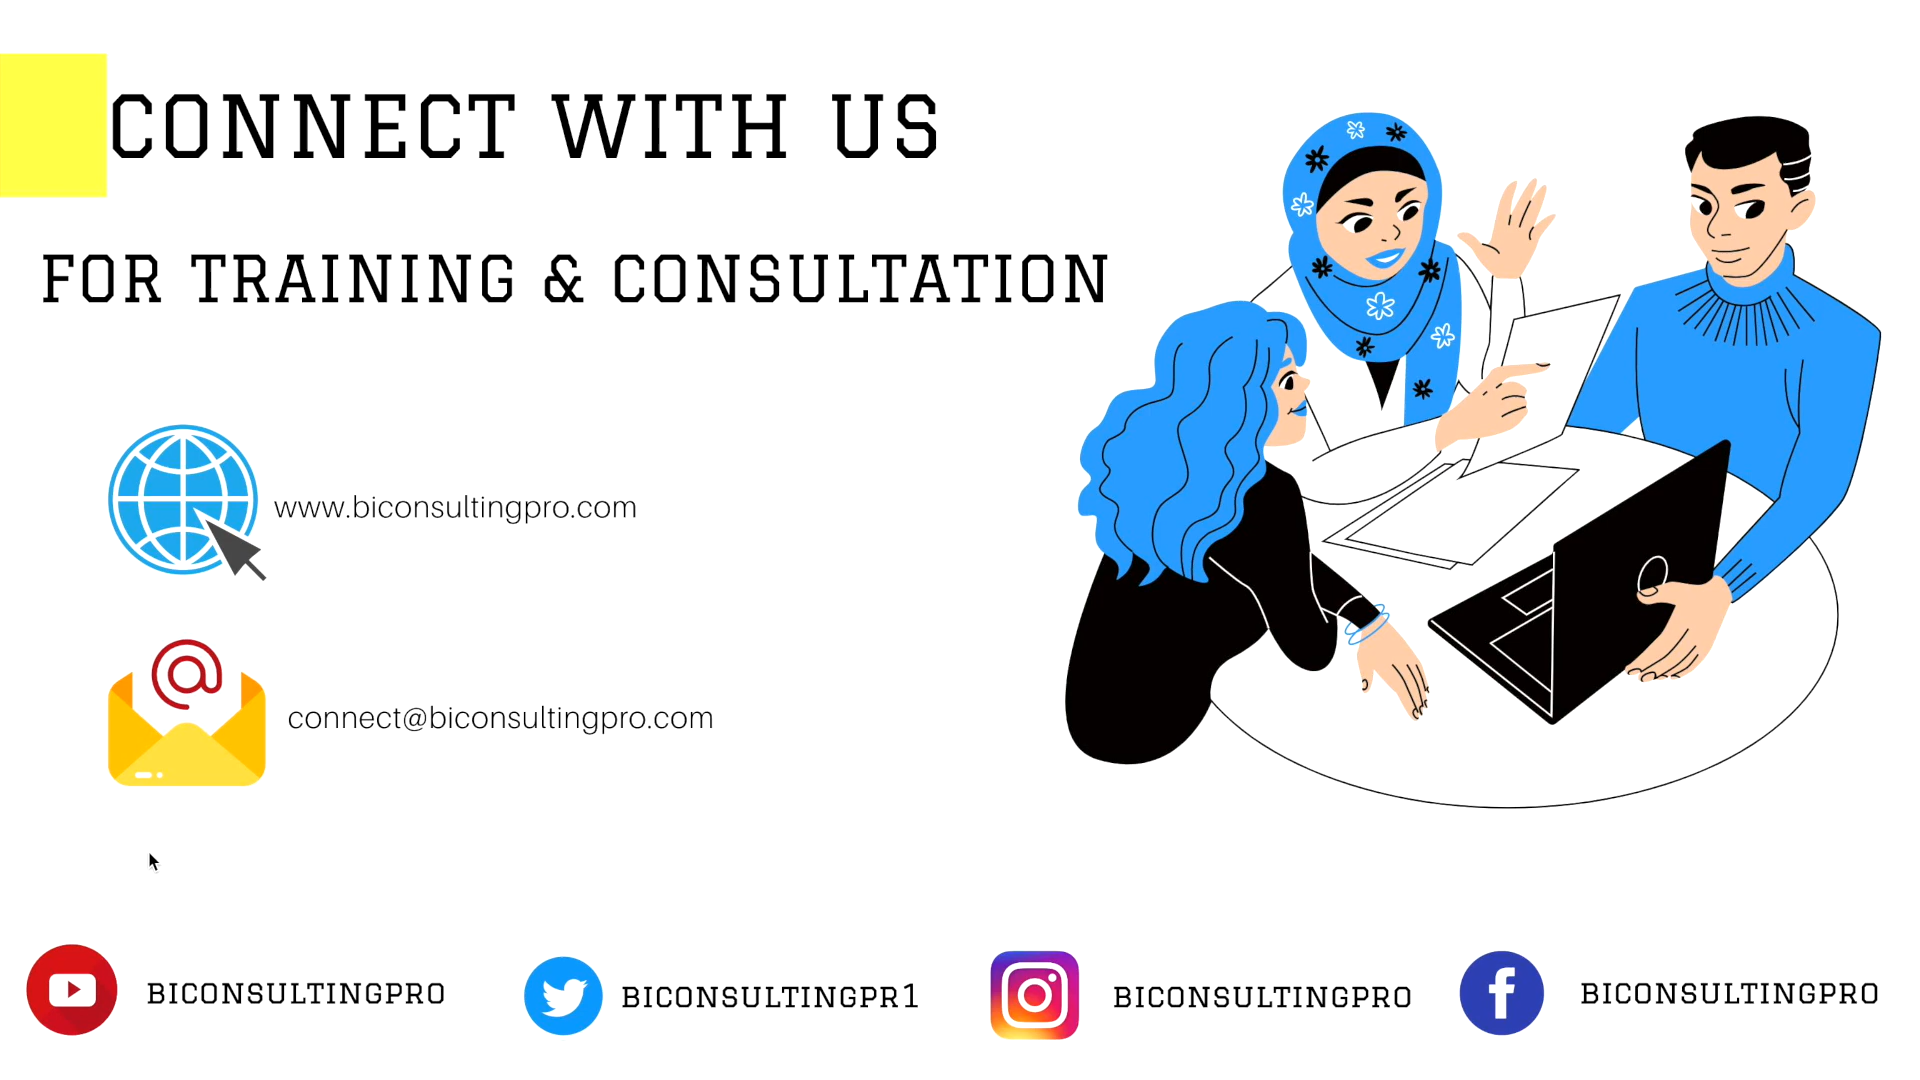 CONNECT WITH US
FOR TRAINING & CONSULTATION
www.biconsultingpro.com
connect@biconsultingpro.com
BICONSULTINGPRO
BICONSULTINGPR1
BICONSULTINGPRO
BICONSULTINGPRO